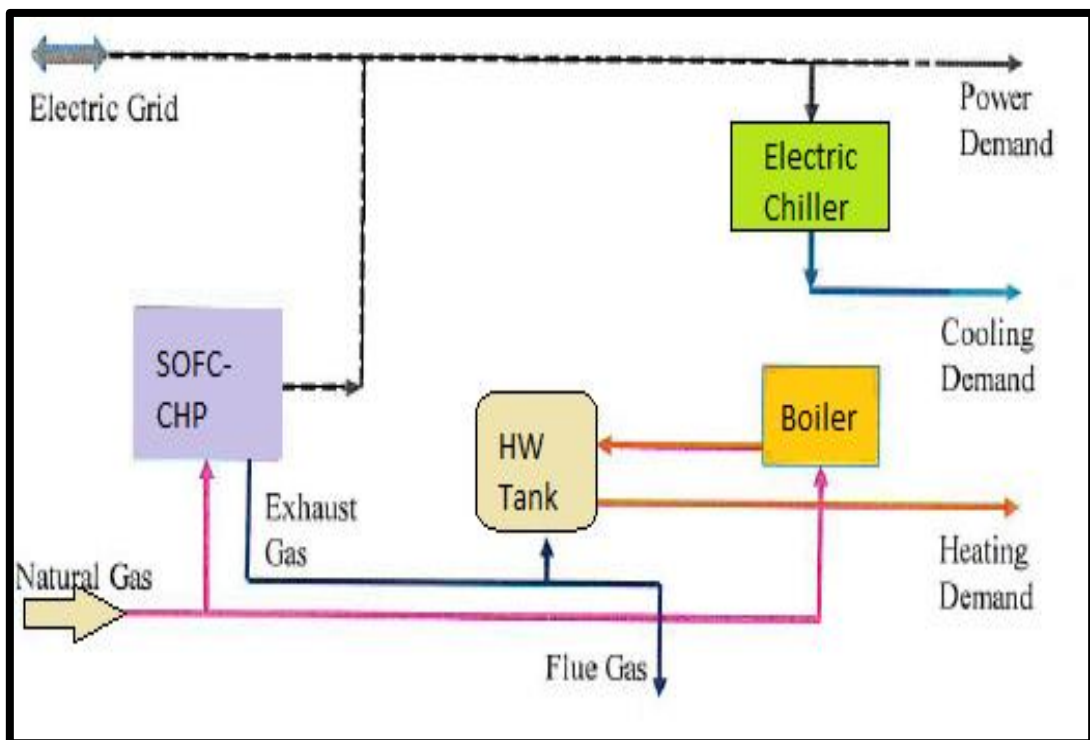 Electric Grid
Power
Demand
Electric
Chiller
Cooling
Demand
SOFC-
CHP
Boiler
HW
Tank
Exhaust
Gas
Heating
Demand
Natural Gas
Flue Gas